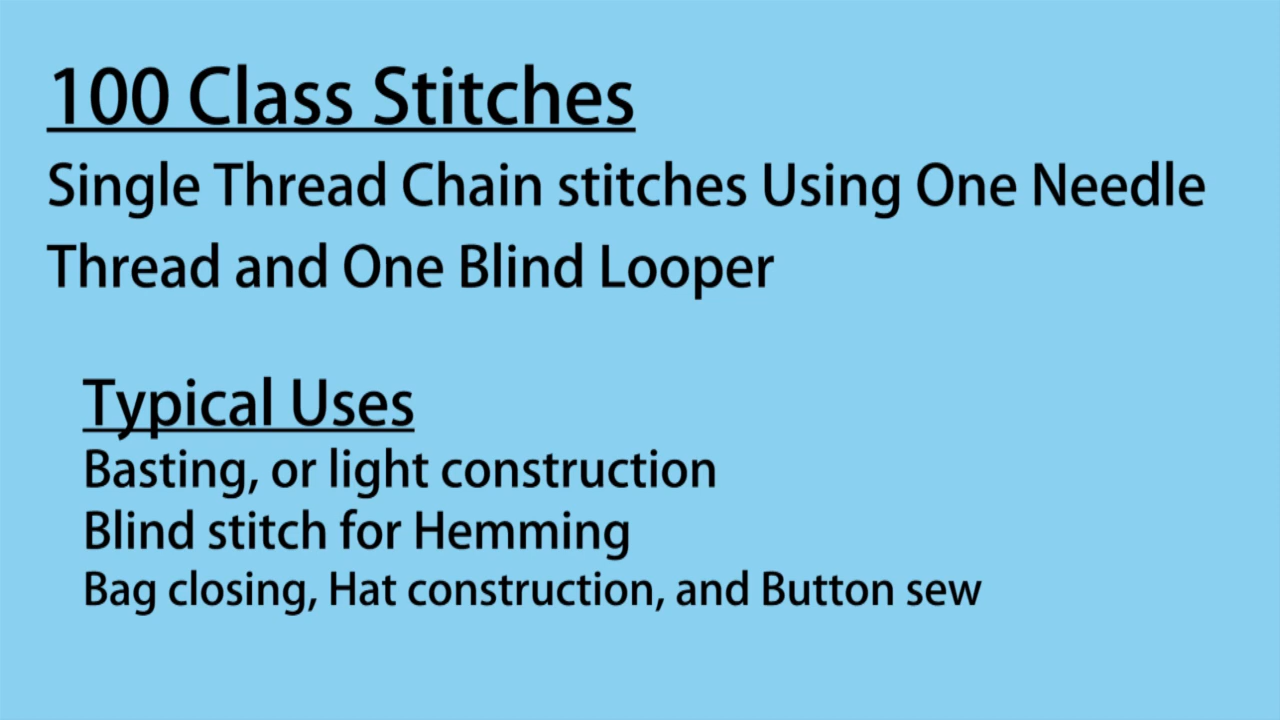 100 Class Stitches
Single Thread Chain stitches Using One Needle
Thread and One Blind Looper
Typical Uses
Basting, or light construction
Blind stitch for Hemming
Bag closing, Hat construction, and Button sew